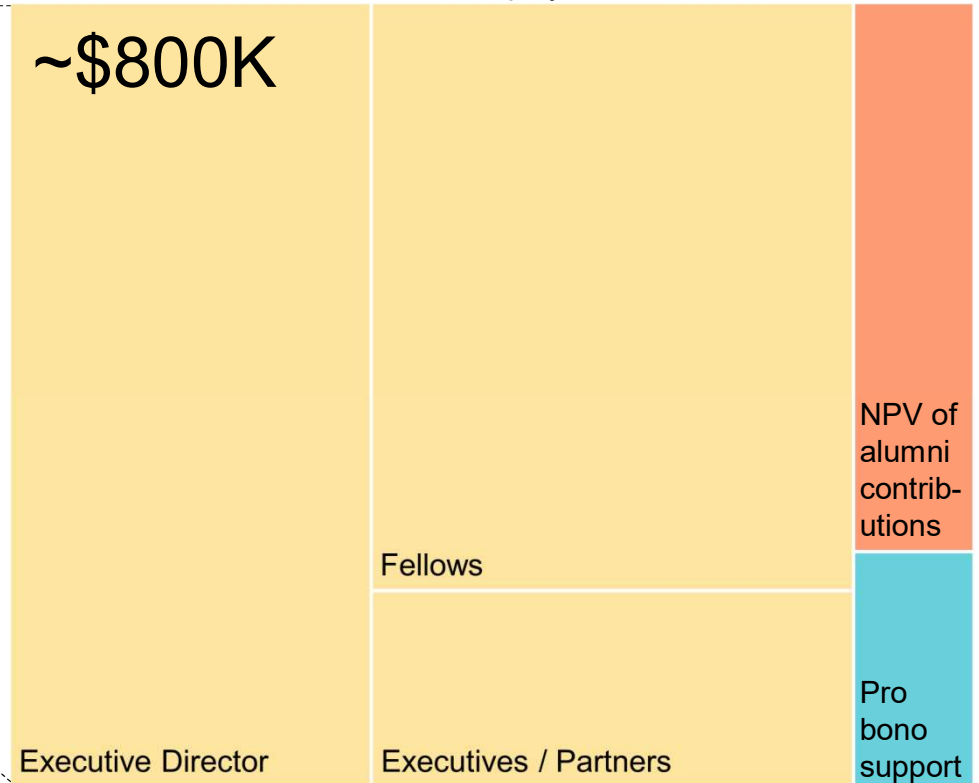 ~$800K
NPV of
alumni
contrib-
utions
Fellows
Pro
bono
support
Executive Director
Executives / Partners